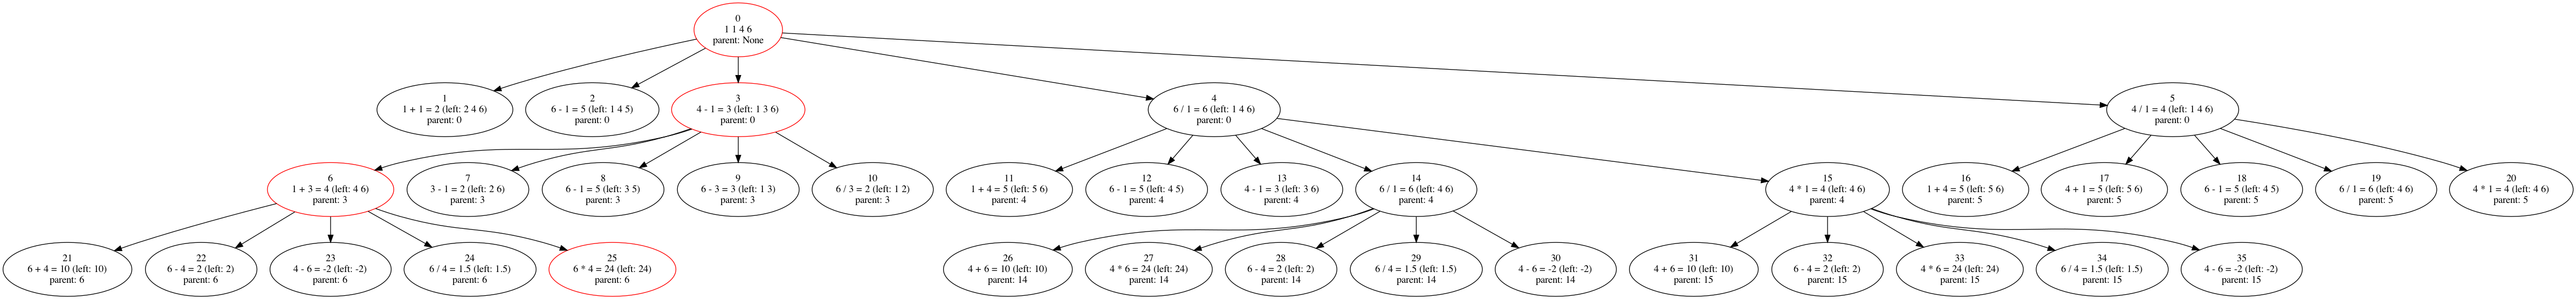 0
1 1 4 6
parent: None
1
1 + 1 = 2 (left: 2 4 6)
parent: 0
2
6 - 1 = 5 (left: 1 4 5)
parent: 0
3
4 - 1 = 3 (left: 1 3 6)
parent: 0
4
6 / 1 = 6 (left: 1 4 6)
parent: 0
5
4 / 1 = 4 (left: 1 4 6)
parent: 0
6
1 + 3 = 4 (left: 4 6)
parent: 3
7
3 - 1 = 2 (left: 2 6)
parent: 3
8
6 - 1 = 5 (left: 3 5)
parent: 3
9
6 - 3 = 3 (left: 1 3)
parent: 3
10
6 / 3 = 2 (left: 1 2)
parent: 3
11
1 + 4 = 5 (left: 5 6)
parent: 4
12
6 - 1 = 5 (left: 4 5)
parent: 4
13
4 - 1 = 3 (left: 3 6)
parent: 4
14
6 / 1 = 6 (left: 4 6)
parent: 4
15
4 * 1 = 4 (left: 4 6)
parent: 4
16
1 + 4 = 5 (left: 5 6)
parent: 5
17
4 + 1 = 5 (left: 5 6)
parent: 5
18
6 - 1 = 5 (left: 4 5)
parent: 5
19
6 / 1 = 6 (left: 4 6)
parent: 5
20
4 * 1 = 4 (left: 4 6)
parent: 5
21
6 + 4 = 10 (left: 10)
parent: 6
22
6 - 4 = 2 (left: 2)
parent: 6
23
4 - 6 = -2 (left: -2)
parent: 6
24
6 / 4 = 1.5 (left: 1.5)
parent: 6
25
6 * 4 = 24 (left: 24)
parent: 6
26
4 + 6 = 10 (left: 10)
parent: 14
27
4 * 6 = 24 (left: 24)
parent: 14
28
6 - 4 = 2 (left: 2)
parent: 14
29
6 / 4 = 1.5 (left: 1.5)
parent: 14
30
4 - 6 = -2 (left: -2)
parent: 14
31
4 + 6 = 10 (left: 10)
parent: 15
32
6 - 4 = 2 (left: 2)
parent: 15
33
4 * 6 = 24 (left: 24)
parent: 15
34
6 / 4 = 1.5 (left: 1.5)
parent: 15
35
4 - 6 = -2 (left: -2)
parent: 15